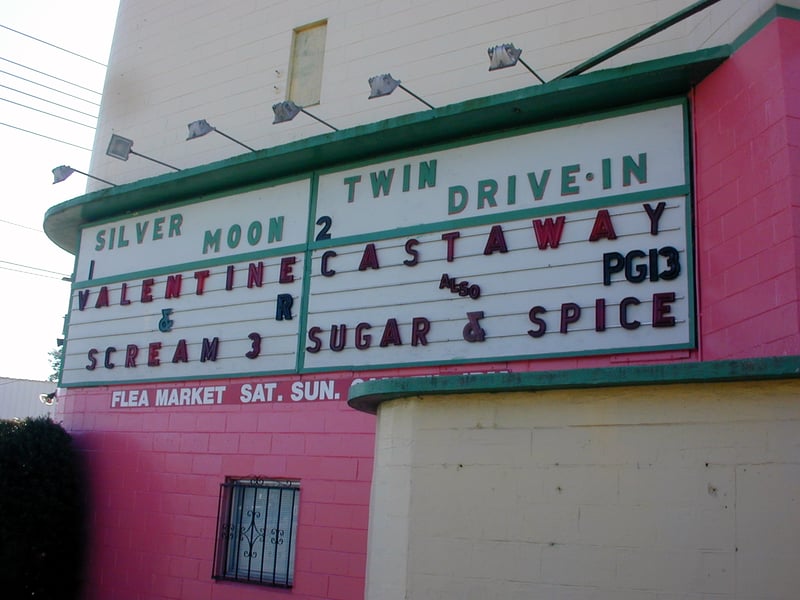 SILVER MOON
TWIN DRIVE-IN
1
VALENTINE
& R
SCREAM 3
2
CASTAWAY
ALSO PG13
SUGAR & SPICE
FLEA MARKET SAT. SUN.